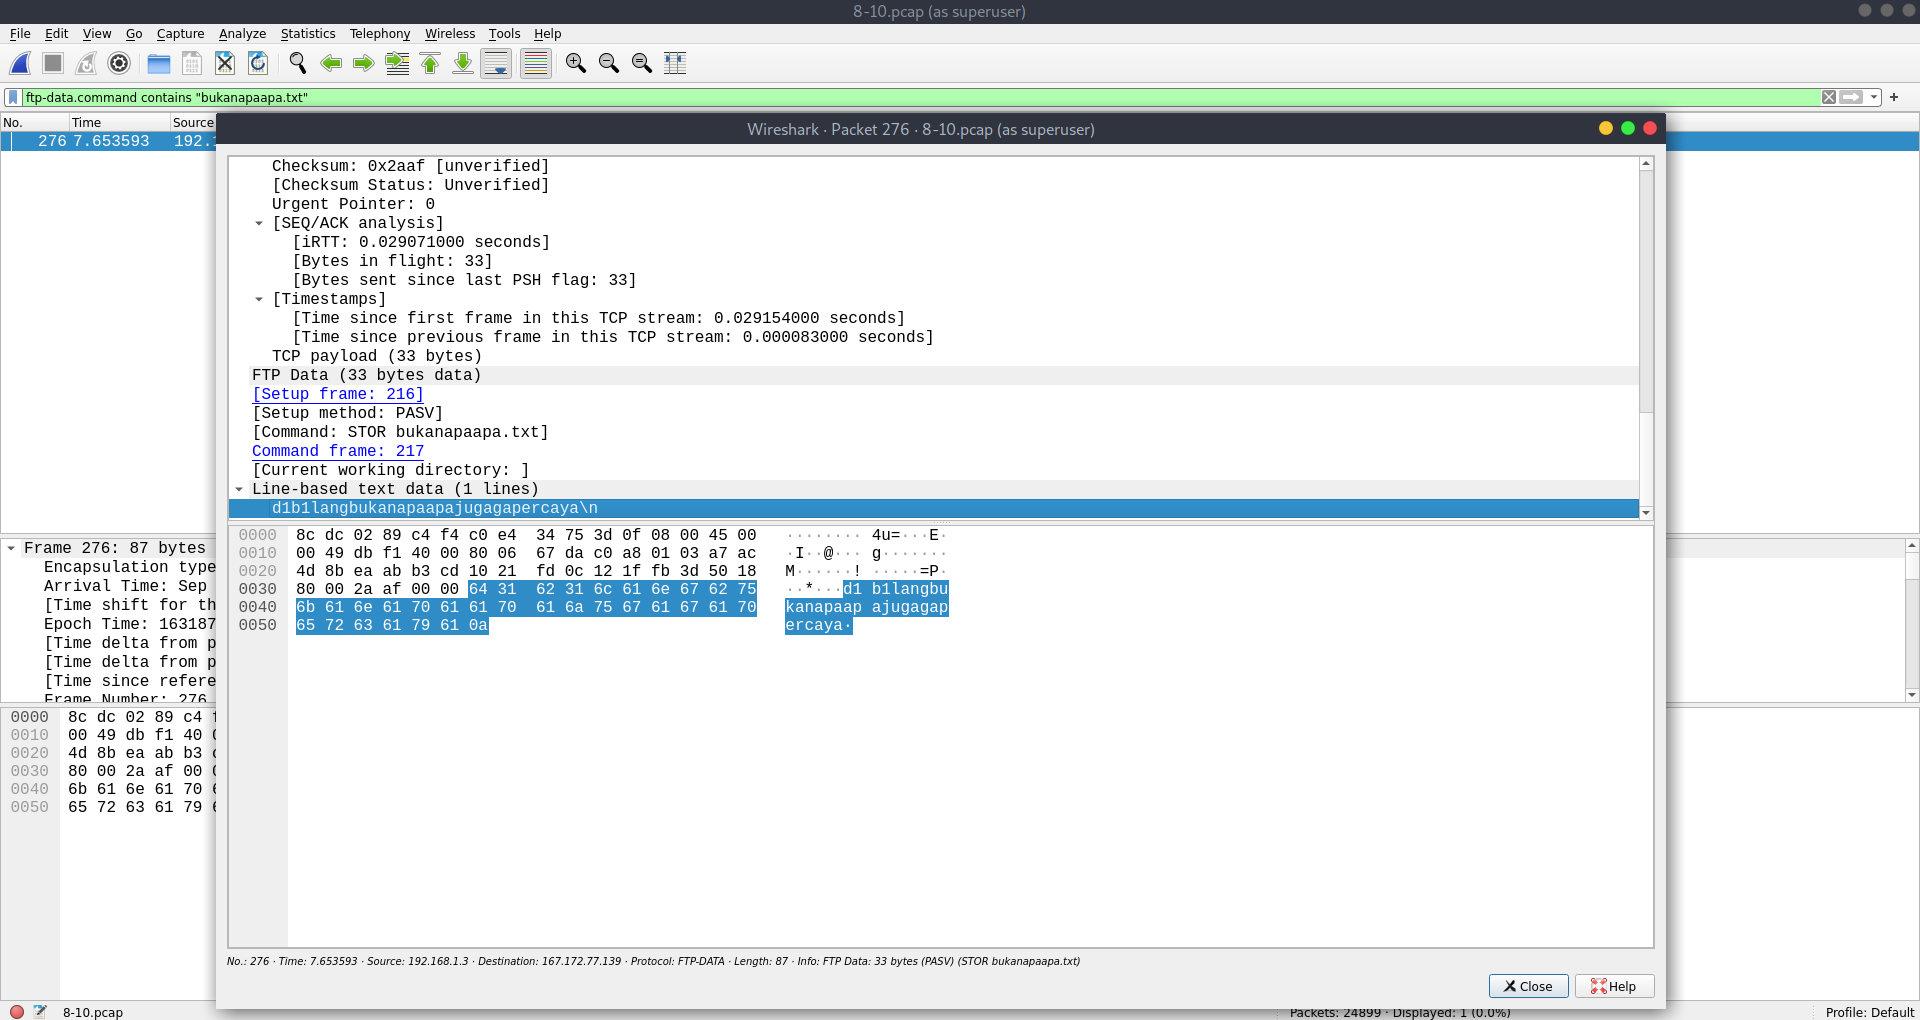 8-10.pcap (as superuser)
File Edit View Go Capture Analyze Statistics Telephony Wireless Tools Help
ftp-data.command contains "bukanapaapa.txt"
No. Time Source
276 7.653593 192.1
Wireshark · Packet 276 · 8-10.pcap (as superuser)
Checksum: 0x2aaf [unverified]
[Checksum Status: Unverified]
Urgent Pointer: 0
[SEQ/ACK analysis]
[iRTT: 0.029071000 seconds]
[Bytes in flight: 33]
[Bytes sent since last PSH flag: 33]
[Timestamps]
[Time since first frame in this TCP stream: 0.029154000 seconds]
[Time since previous frame in this TCP stream: 0.000083000 seconds]
TCP payload (33 bytes)
FTP Data (33 bytes data)
[Setup frame: 216]
[Setup method: PASV]
[Command: STOR bukanapaapa.txt]
Command frame: 217
[Current working directory: ]
Line-based text data (1 lines)
d1b1langbukanapaapajugagapercaya\n
0000 8c dc 02 89 c4 f4 c0 e4 34 75 3d 0f 08 00 45 00 ········ 4u=···E·
0010 00 49 db f1 40 00 80 06 67 da c0 a8 01 03 a7 ac ·I··@··· g·······
0020 4d 8b ea ab b3 cd 10 21 fd 0c 12 1f fb 3d 50 18 M······! ·····=P·
0030 80 00 2a af 00 00 64 31 62 31 6c 61 6e 67 62 75 ··*···d1 b1langbu
0040 6b 61 6e 61 70 61 61 70 61 6a 75 67 61 67 61 70 kanapaap ajugagap
0050 65 72 63 61 79 61 0a ercaya·
No.: 276 · Time: 7.653593 · Source: 192.168.1.3 · Destination: 167.172.77.139 · Protocol: FTP-DATA · Length: 87 · Info: FTP Data: 33 bytes (PASV) (STOR bukanapaapa.txt)
Close Help
Frame 276: 87 bytes
Encapsulation type
Arrival Time: Sep
[Time shift for th
Epoch Time: 163187
[Time delta from p
[Time delta from p
[Time since refere
Frame Number: 276
0000 8c dc 02 89 c4 f
0010 00 49 db f1 40 0
0020 4d 8b ea ab b3 c
0030 80 00 2a af 00 0
0040 6b 61 6e 61 70 6
0050 65 72 63 61 79 6
8-10.pcap
Packets: 24899 · Displayed: 1 (0.0%)
Profile: Default